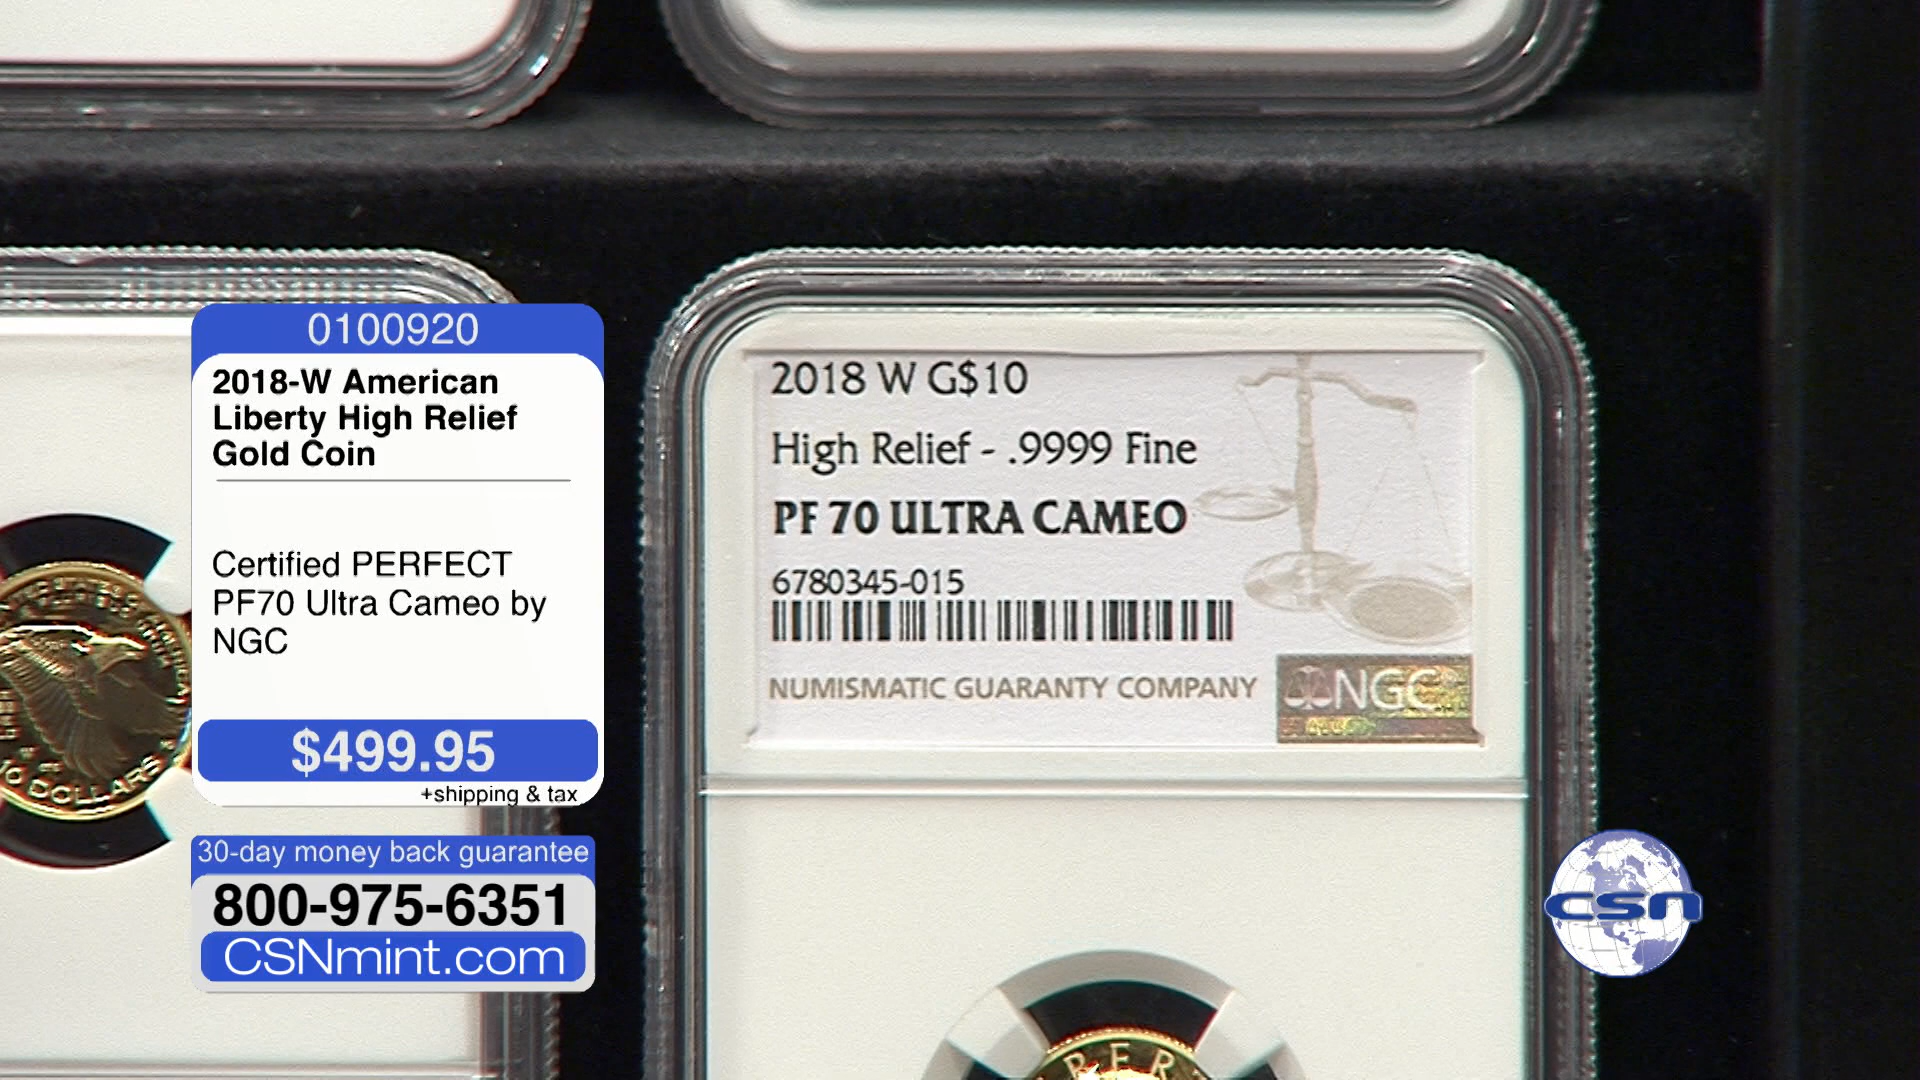 0100920
2018-W American
Liberty High Relief
Gold Coin
Certified PERFECT
PF70 Ultra Cameo by
NGC
$499.95
+shipping & tax
30-day money back guarantee
800-975-6351
CSNmint.com
2018 W G$10
High Relief - .9999 Fine
PF 70 ULTRA CAMEO
6780345-015
NUMISMATIC GUARANTY COMPANY
NGC
10 DOLLARS
csn